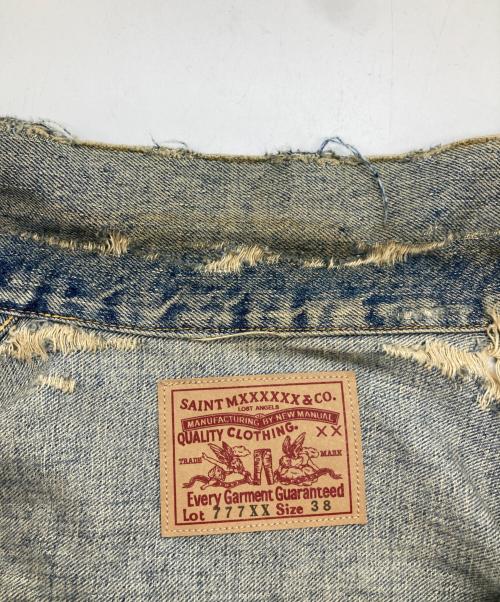 SAINT MXXXXXX & CO.
LOST ANGELS
MANUFACTURING BY NEW MANUAL
QUALITY CLOTHING. XX
TRADE MARK
Every Garment Guaranteed
Lot 777XX Size 38